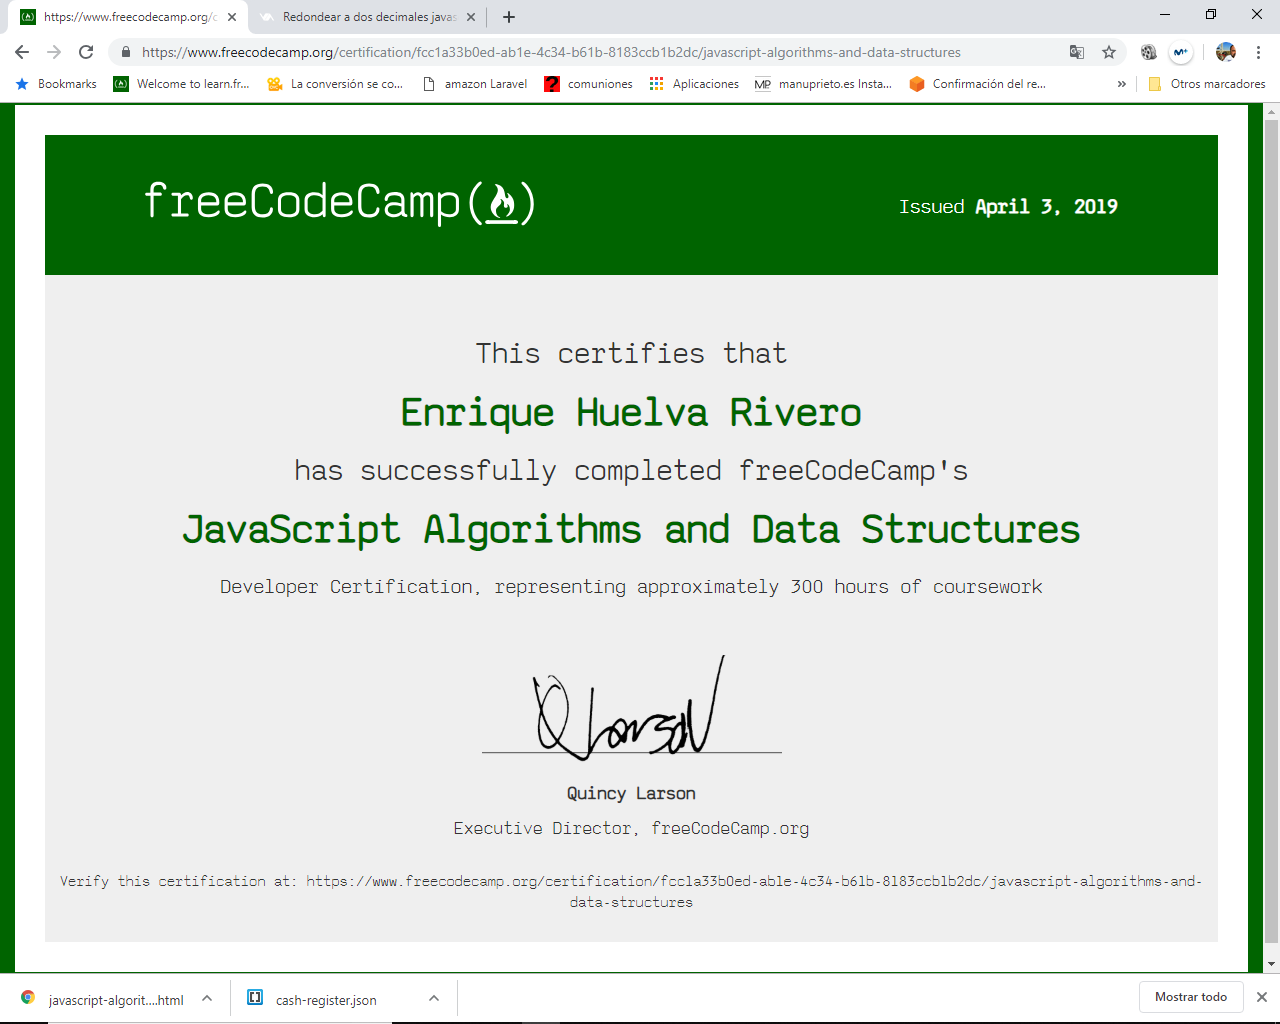 https://www.freecodecamp.org/c
Redondear a dos decimales javas
https://www.freecodecamp.org/certification/fcc1a33b0ed-ab1e-4c34-b61b-8183ccb1b2dc/javascript-algorithms-and-data-structures
Bookmarks
Welcome to learn.fr...
La conversión se co...
amazon Laravel
comuniones
Aplicaciones
MP manuprieto.es Insta...
Confirmación del re...
»
Otros marcadores
freeCodeCamp(🔥)
Issued April 3, 2019
This certifies that
Enrique Huelva Rivero
has successfully completed freeCodeCamp's
JavaScript Algorithms and Data Structures
Developer Certification, representing approximately 300 hours of coursework
Q Larson
Quincy Larson
Executive Director, freeCodeCamp.org
Verify this certification at: https://www.freecodecamp.org/certification/fcc1a33b0ed-ab1e-4c34-b61b-8183ccb1b2dc/javascript-algorithms-and-
data-structures
javascript-algorit....html
cash-register.json
Mostrar todo